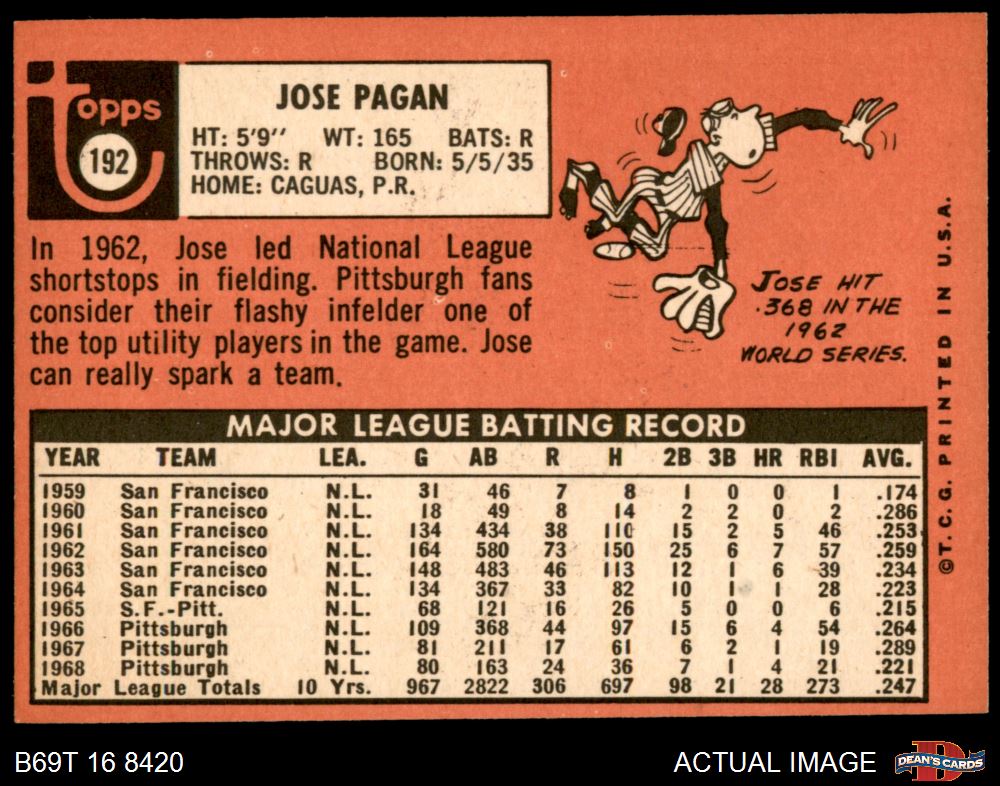 topps
192
JOSE PAGAN
HT: 5'9'' WT: 165 BATS: R
THROWS: R BORN: 5/5/35
HOME: CAGUAS, P.R.
In 1962, Jose led National League
shortstops in fielding. Pittsburgh fans
consider their flashy infelder one of
the top utility players in the game. Jose
can really spark a team.
JOSE HIT
.368 IN THE
1962
WORLD SERIES.
©T. C. G. PRINTED IN U.S.A.
MAJOR LEAGUE BATTING RECORD
YEAR TEAM LEA. G AB R H 2B 3B HR RBI AVG.
1959 San Francisco N.L. 31 46 7 8 1 0 0 1 .174
1960 San Francisco N.L. 18 49 8 14 2 2 0 2 .286
1961 San Francisco N.L. 134 434 38 110 15 2 5 46 .253
1962 San Francisco N.L. 164 580 73 150 25 6 7 57 .259
1963 San Francisco N.L. 148 483 46 113 12 1 6 39 .234
1964 San Francisco N.L. 134 367 33 82 10 1 1 28 .223
1965 S.F.-Pitt. N.L. 68 121 16 26 5 0 0 6 .215
1966 Pittsburgh N.L. 109 368 44 97 15 6 4 54 .264
1967 Pittsburgh N.L. 81 211 17 61 6 2 1 19 .289
1968 Pittsburgh N.L. 80 163 24 36 7 1 4 21 .221
Major League Totals 10 Yrs. 967 2822 306 697 98 21 28 273 .247
B69T 16 8420
ACTUAL IMAGE
DEAN'S CARDS